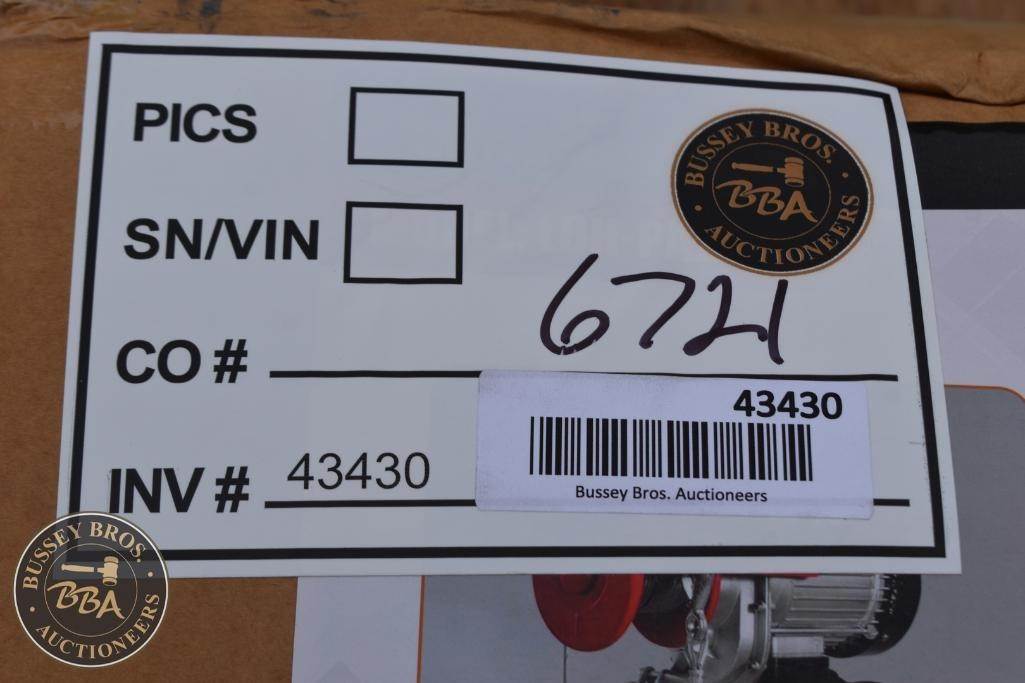 PICS
BUSSEY BROS.
BBA
AUCTIONEERS
SN/VIN
CO # 6721
43430
INV # 43430
Bussey Bros. Auctioneers
BUSSEY BROS.
BBA
AUCTIONEERS